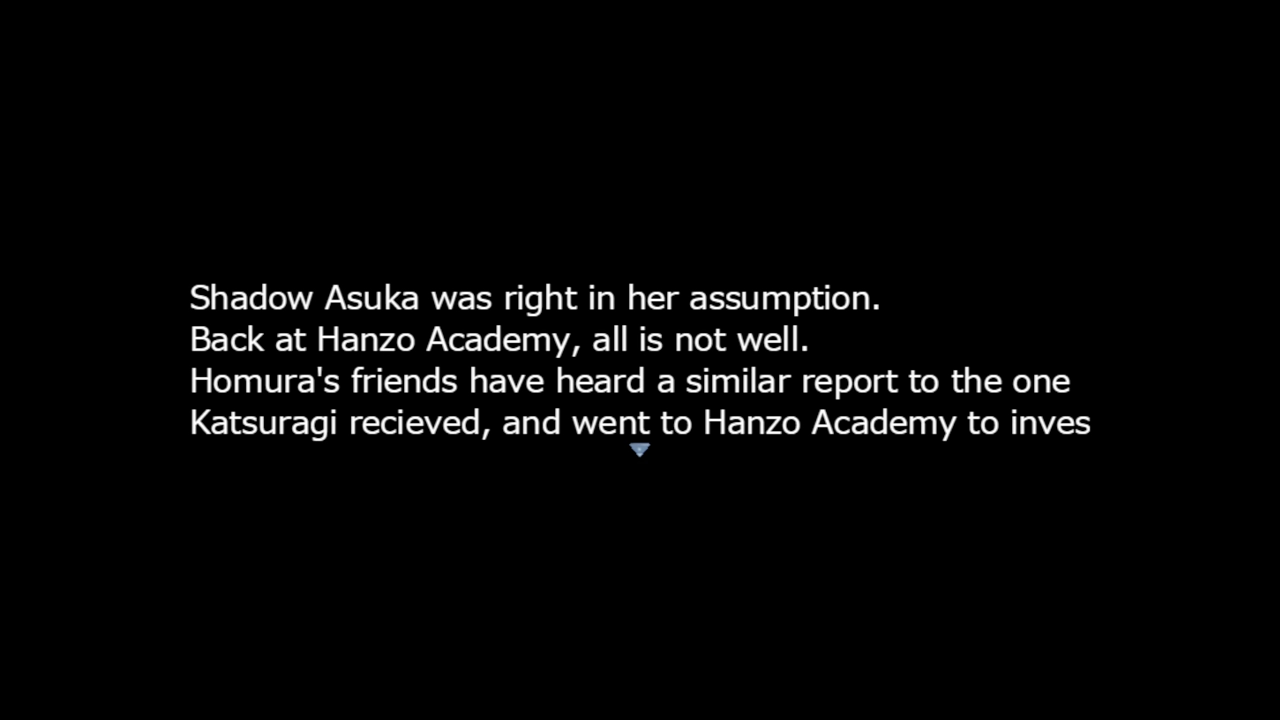 Shadow Asuka was right in her assumption.
Back at Hanzo Academy, all is not well.
Homura's friends have heard a similar report to the one
Katsuragi recieved, and went to Hanzo Academy to inves